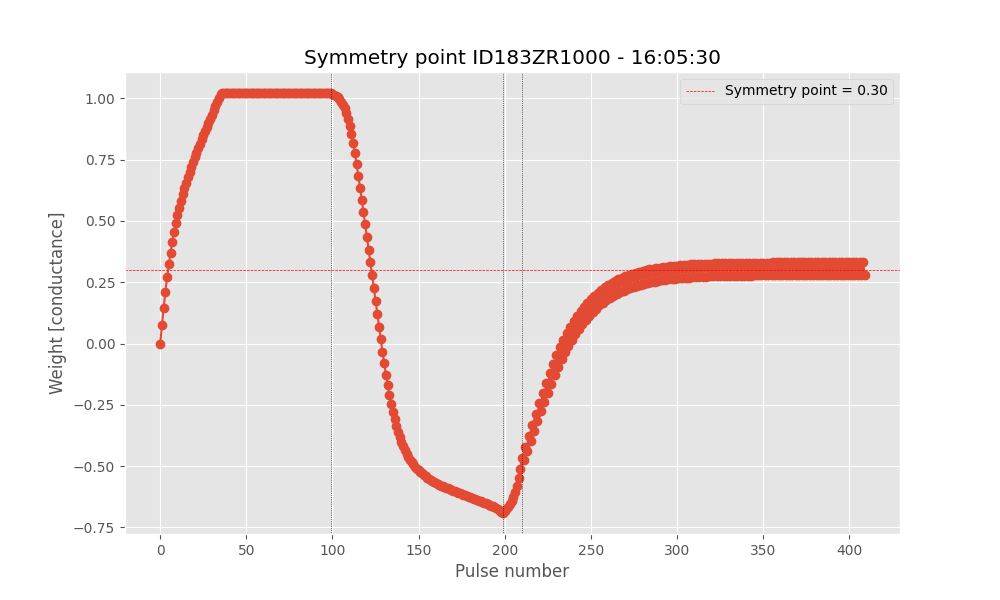 Symmetry point ID183ZR1000 - 16:05:30
Symmetry point = 0.30
1.00
0.75
0.50
0.25
0.00
−0.25
−0.50
−0.75
Weight [conductance]
0 50 100 150 200 250 300 350 400
Pulse number